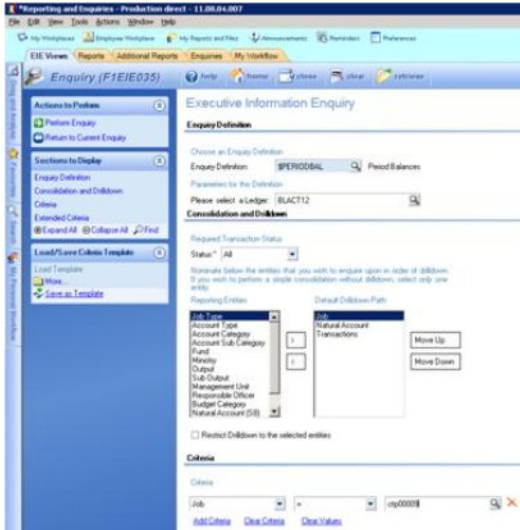 *Reporting and Enquiries - Production direct - 11.08.04.007
File Edit View Tools Actions Window Help
My Workplaces Employee Workplace My Reports and Files Announcements Reminders Preferences
EIE Views Reports Additional Reports Enquiries My Workflow
Enquiry (F1EIE035) help home close clear retrieve
Actions to Perform
Perform Enquiry
Return to Current Enquiry
Sections to Display
Enquiry Definition
Consolidation and Drilldown
Criteria
Extended Criteria
Expand All Collapse All Find
Load/Save Criteria Template
Load Template
More...
Save as Template
Favourites
Search
My Personal Workflow
Executive Information Enquiry
Enquiry Definition
Choose an Enquiry Definition
Enquiry Definition $PERIODBAL Period Balances
Parameters for this Definition
Please select a Ledger: BLACT12
Consolidation and Drilldown
Required Transaction Status
Status:* All
Nominate below the entities that you wish to enquire upon in order of drilldown.
If you wish to perform a simple consolidation without drilldown, select only one
entity.
Reporting Entities Default Drilldown Path
Job Type
Account Type
Account Category
Account Sub Category
Fund
Ministry
Output
Sub Output
Management Unit
Responsible Officer
Budget Category
Natural Account (S8)
> 
<
Job
Natural Account
Transactions
Move Up
Move Down
Restrict Drilldown to the selected entities
Criteria
Criteria
Job = ctp00009
Add Criteria Clear Criteria Clear Values